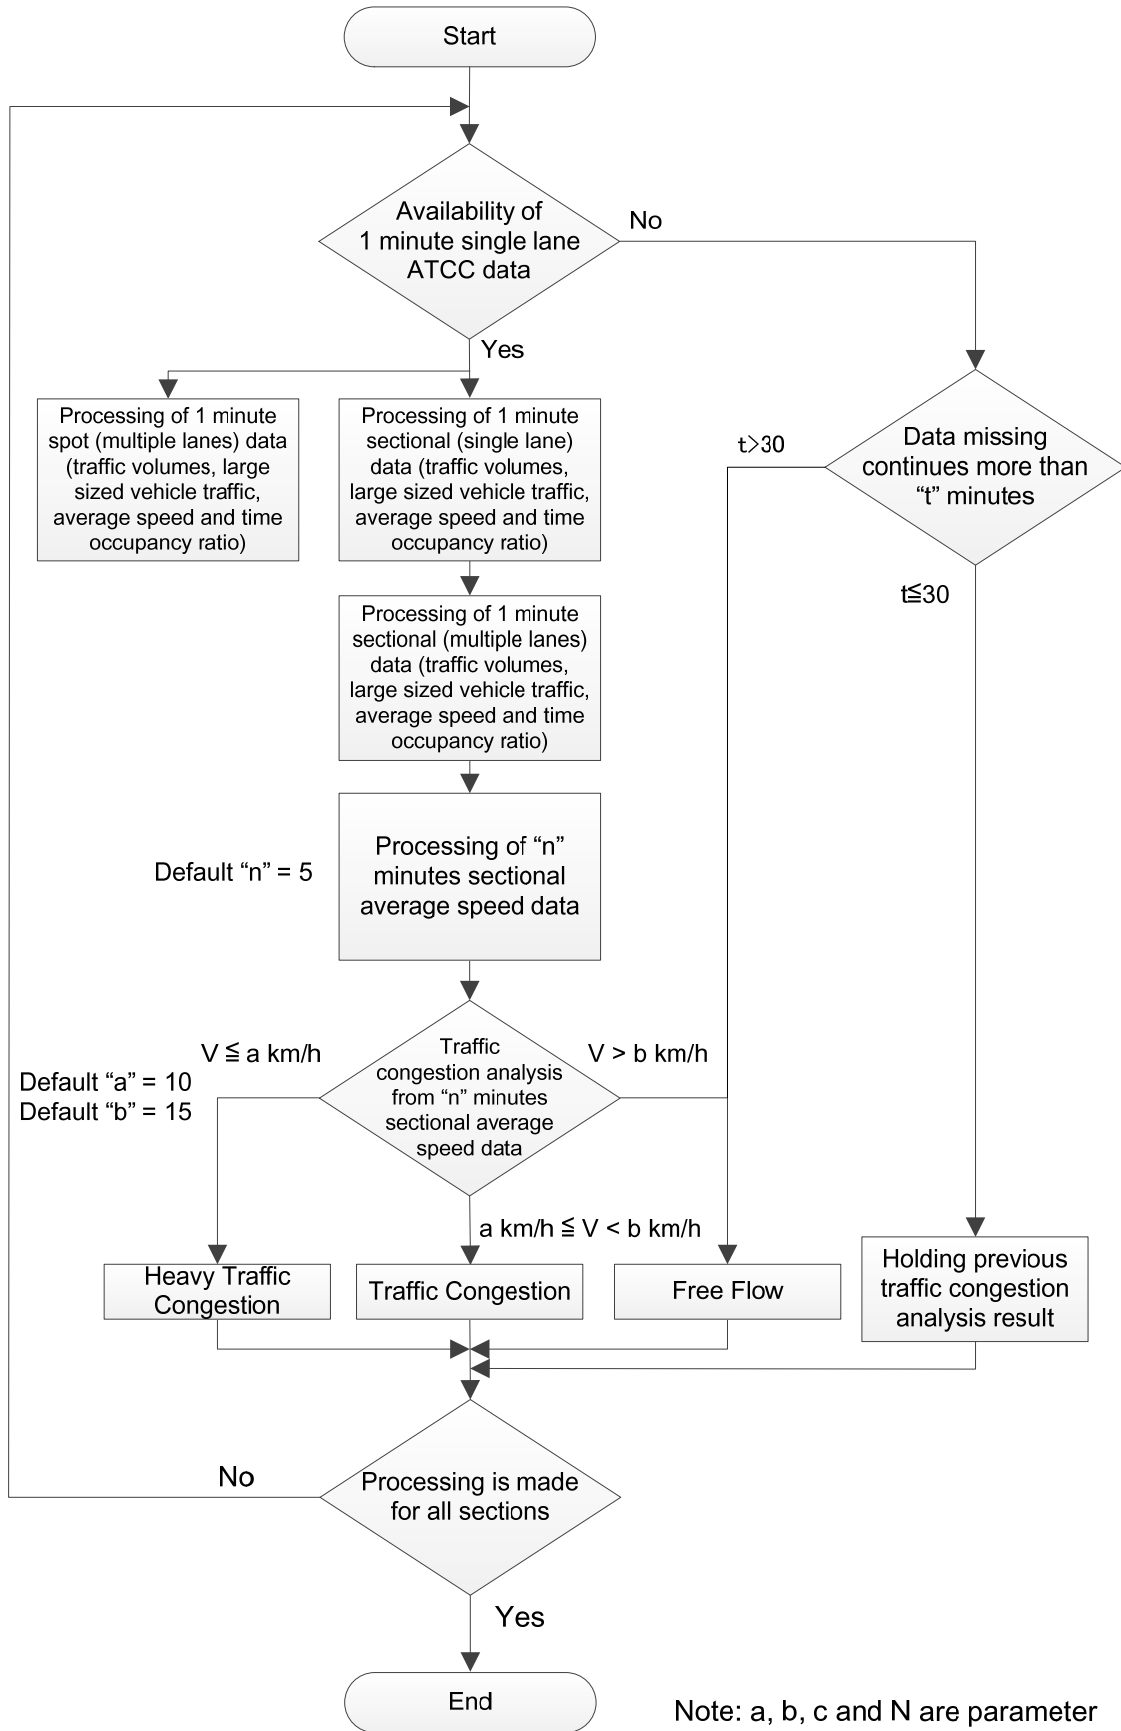 Start
Availability of
1 minute single lane
ATCC data
No
Yes
Processing of 1 minute
spot (multiple lanes) data
(traffic volumes, large
sized vehicle traffic,
average speed and time
occupancy ratio)
Processing of 1 minute
sectional (single lane)
data (traffic volumes,
large sized vehicle traffic,
average speed and time
occupancy ratio)
t>30
Data missing
continues more than
“t” minutes
t≦30
Processing of 1 minute
sectional (multiple lanes)
data (traffic volumes,
large sized vehicle traffic,
average speed and time
occupancy ratio)
Default “n” = 5
Processing of “n”
minutes sectional
average speed data
V ≦ a km/h
Default “a” = 10
Default “b” = 15
Traffic
congestion analysis
from “n” minutes
sectional average
speed data
V > b km/h
a km/h ≦ V < b km/h
Heavy Traffic
Congestion
Traffic Congestion
Free Flow
Holding previous
traffic congestion
analysis result
No
Processing is made
for all sections
Yes
End
Note: a, b, c and N are parameter